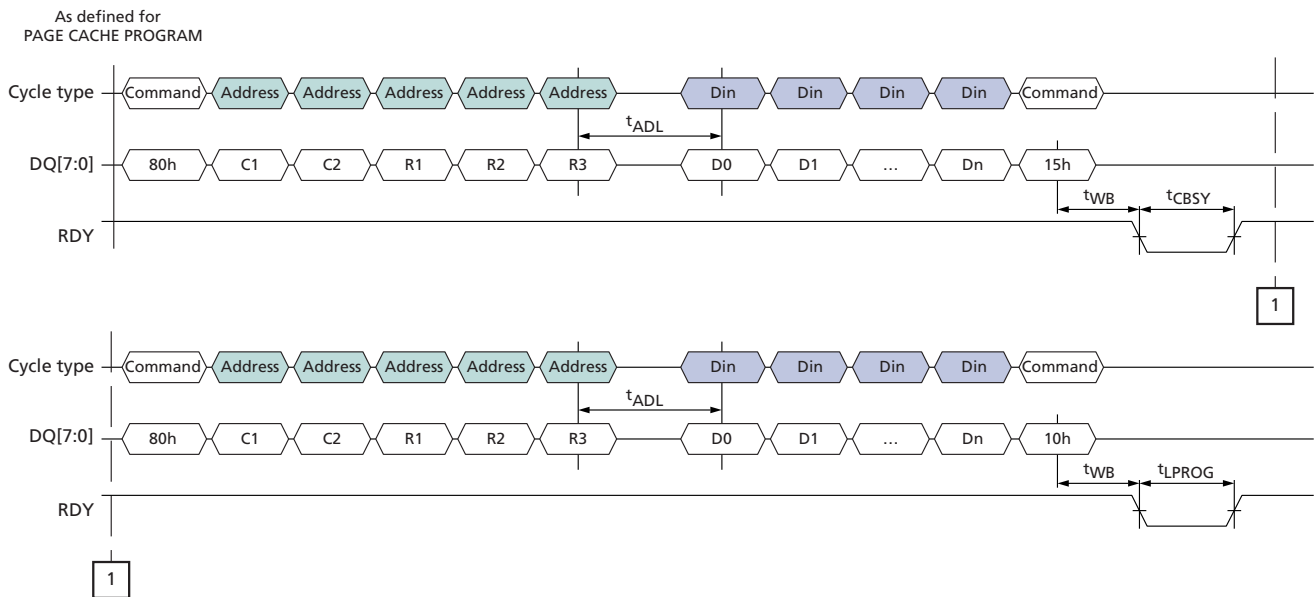 As defined for
PAGE CACHE PROGRAM
Cycle type Command Address Address Address Address Address Din Din Din Din Command
tADL
DQ[7:0] 80h C1 C2 R1 R2 R3 D0 D1 … Dn 15h
tWB tCBSY
RDY
1
Cycle type Command Address Address Address Address Address Din Din Din Din Command
tADL
DQ[7:0] 80h C1 C2 R1 R2 R3 D0 D1 … Dn 10h
tWB tLPROG
RDY
1